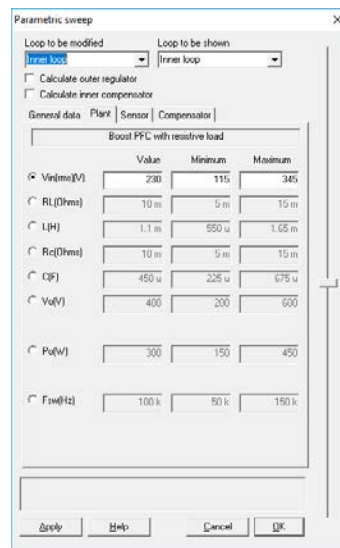 Parametric sweep
Loop to be modified Loop to be shown
Inner loop Inner loop
Calculate outer regulator
Calculate inner compensator
General data Plant Sensor Compensator
Boost PFC with resistive load
Value Minimum Maximum
Vin(rms)(V) 230 115 345
RL(Ohms) 10 m 5 m 15 m
L(H) 1.1 m 550 u 1.65 m
Rc(Ohms) 10 m 5 m 15 m
C(F) 450 u 225 u 675 u
Vo(V) 400 200 600
Po(W) 300 150 450
Fsw(Hz) 100 k 50 k 150 k
Apply Help Cancel OK